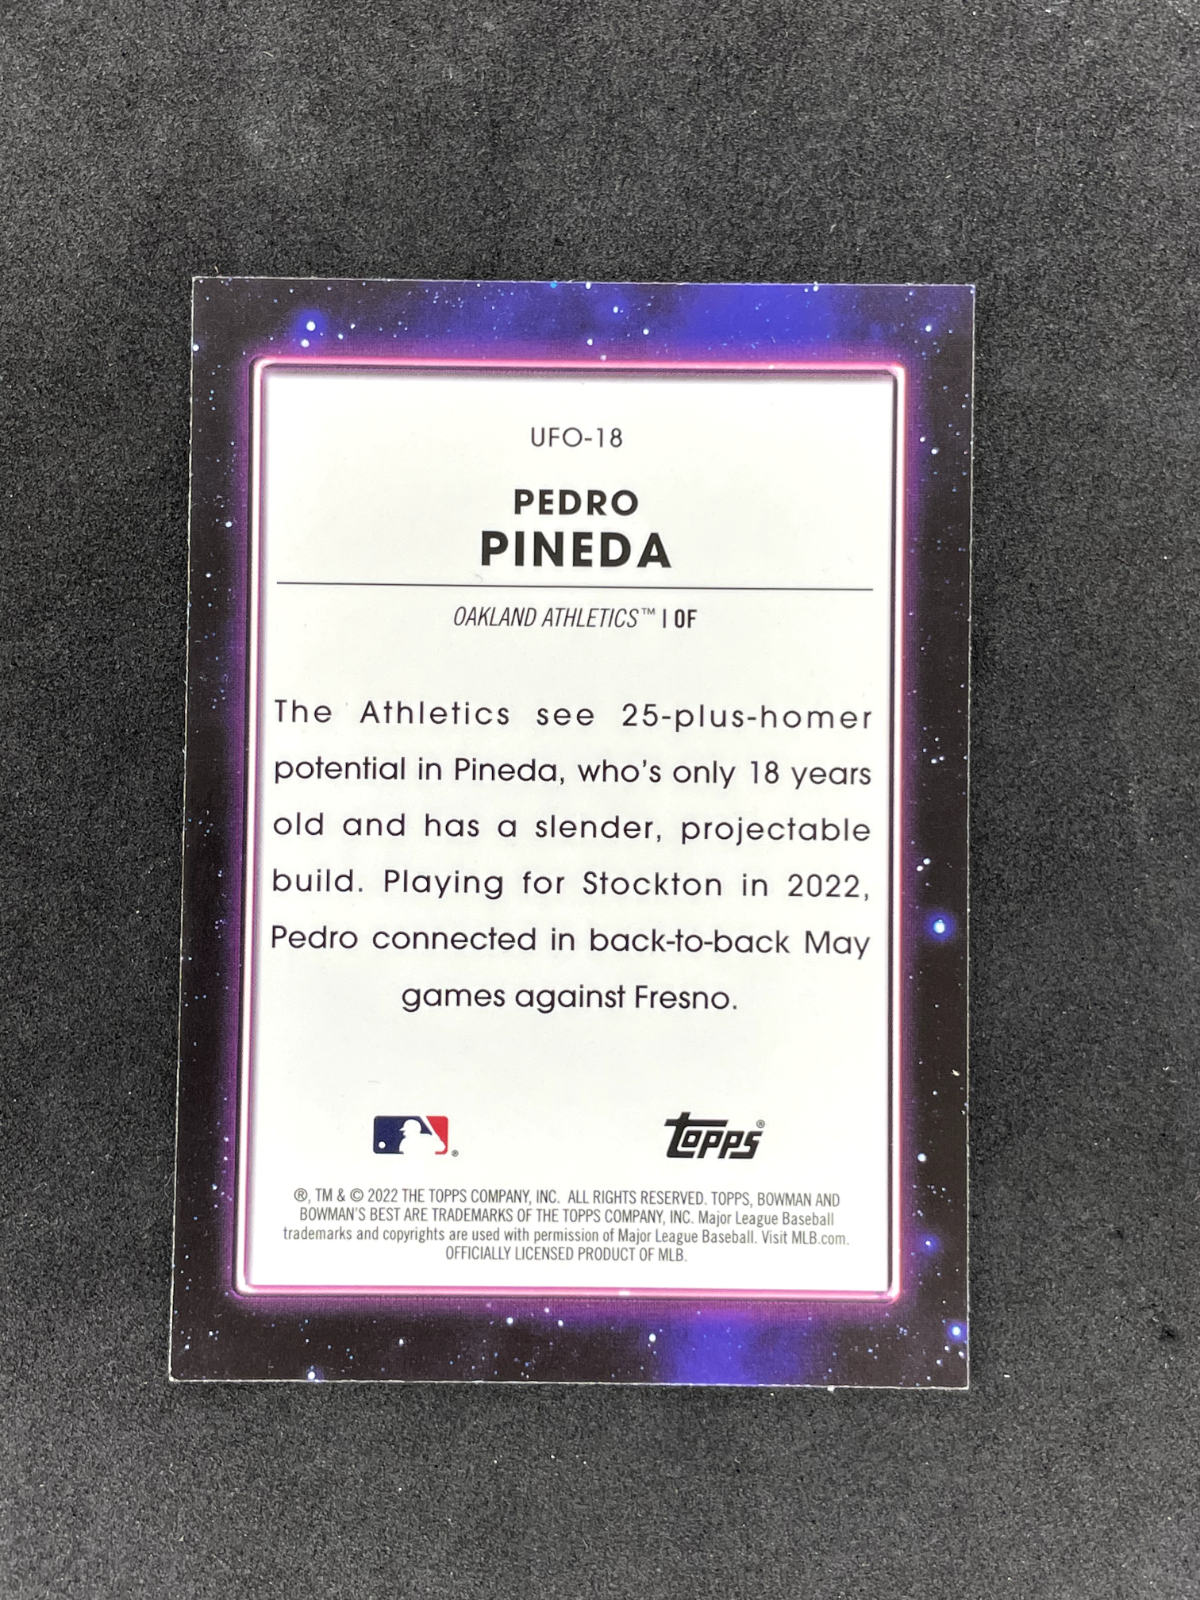 UFO-18
PEDRO
PINEDA
OAKLAND ATHLETICS™ | OF
The Athletics see 25-plus-homer
potential in Pineda, who's only 18 years
old and has a slender, projectable
build. Playing for Stockton in 2022,
Pedro connected in back-to-back May
games against Fresno.
®
TOPPS®
®, TM & © 2022 THE TOPPS COMPANY, INC. ALL RIGHTS RESERVED. TOPPS, BOWMAN AND
BOWMAN'S BEST ARE TRADEMARKS OF THE TOPPS COMPANY, INC. Major League Baseball
trademarks and copyrights are used with permission of Major League Baseball. Visit MLB.com.
OFFICIALLY LICENSED PRODUCT OF MLB.